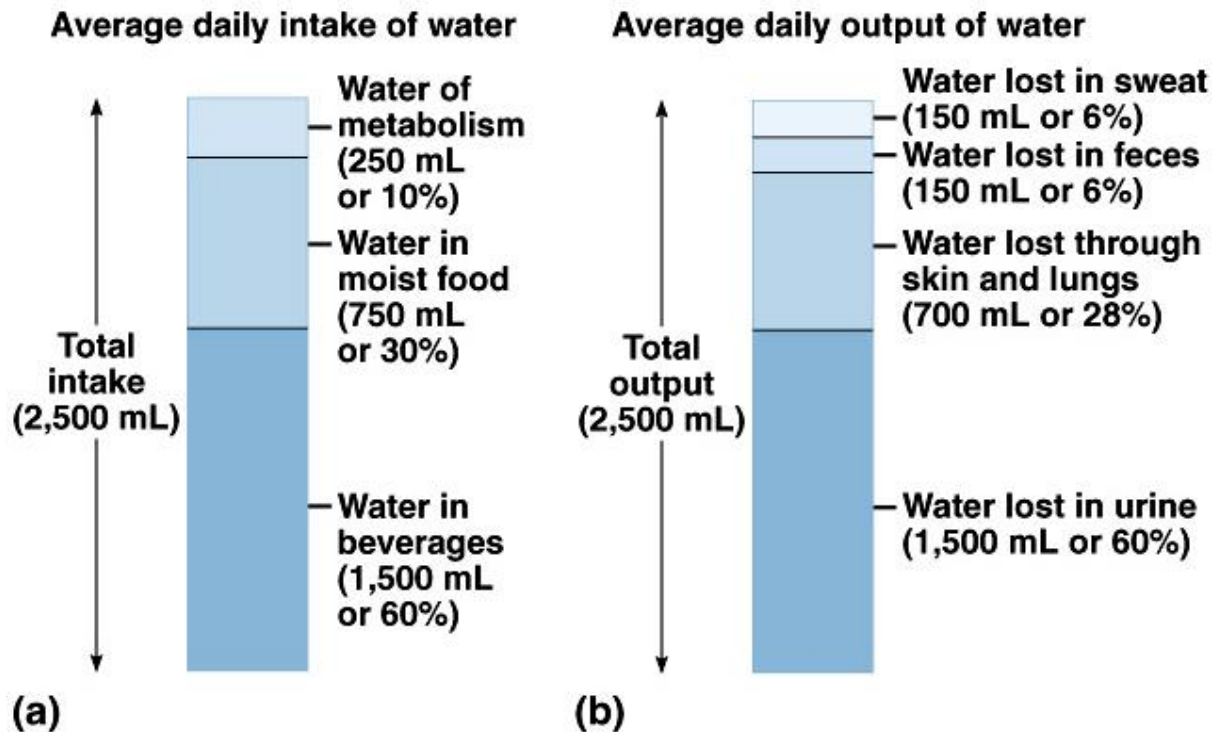 Average daily intake of water
Water of
metabolism
(250 mL
or 10%)
Water in
moist food
(750 mL
or 30%)
Total
intake
(2,500 mL)
Water in
beverages
(1,500 mL
or 60%)
(a)
Average daily output of water
Water lost in sweat
(150 mL or 6%)
Water lost in feces
(150 mL or 6%)
Water lost through
skin and lungs
(700 mL or 28%)
Total
output
(2,500 mL)
Water lost in urine
(1,500 mL or 60%)
(b)